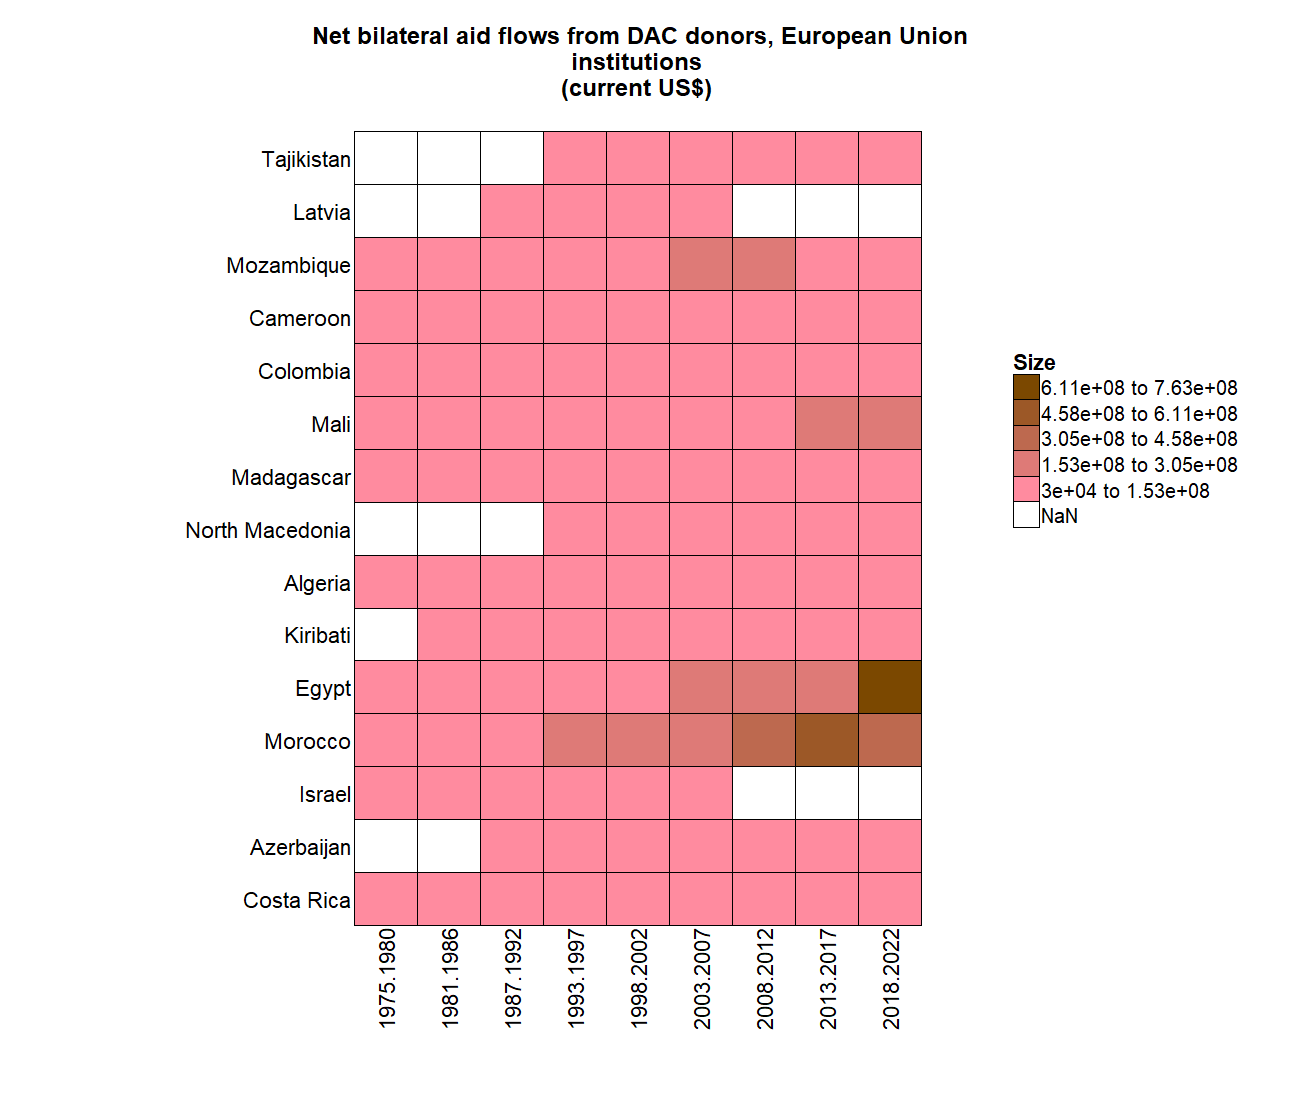 Net bilateral aid flows from DAC donors, European Union
institutions
(current US$)
Tajikistan
Latvia
Mozambique
Cameroon
Colombia
Mali
Madagascar
North Macedonia
Algeria
Kiribati
Egypt
Morocco
Israel
Azerbaijan
Costa Rica
1975.1980
1981.1986
1987.1992
1993.1997
1998.2002
2003.2007
2008.2012
2013.2017
2018.2022
Size
6.11e+08 to 7.63e+08
4.58e+08 to 6.11e+08
3.05e+08 to 4.58e+08
1.53e+08 to 3.05e+08
3e+04 to 1.53e+08
NaN